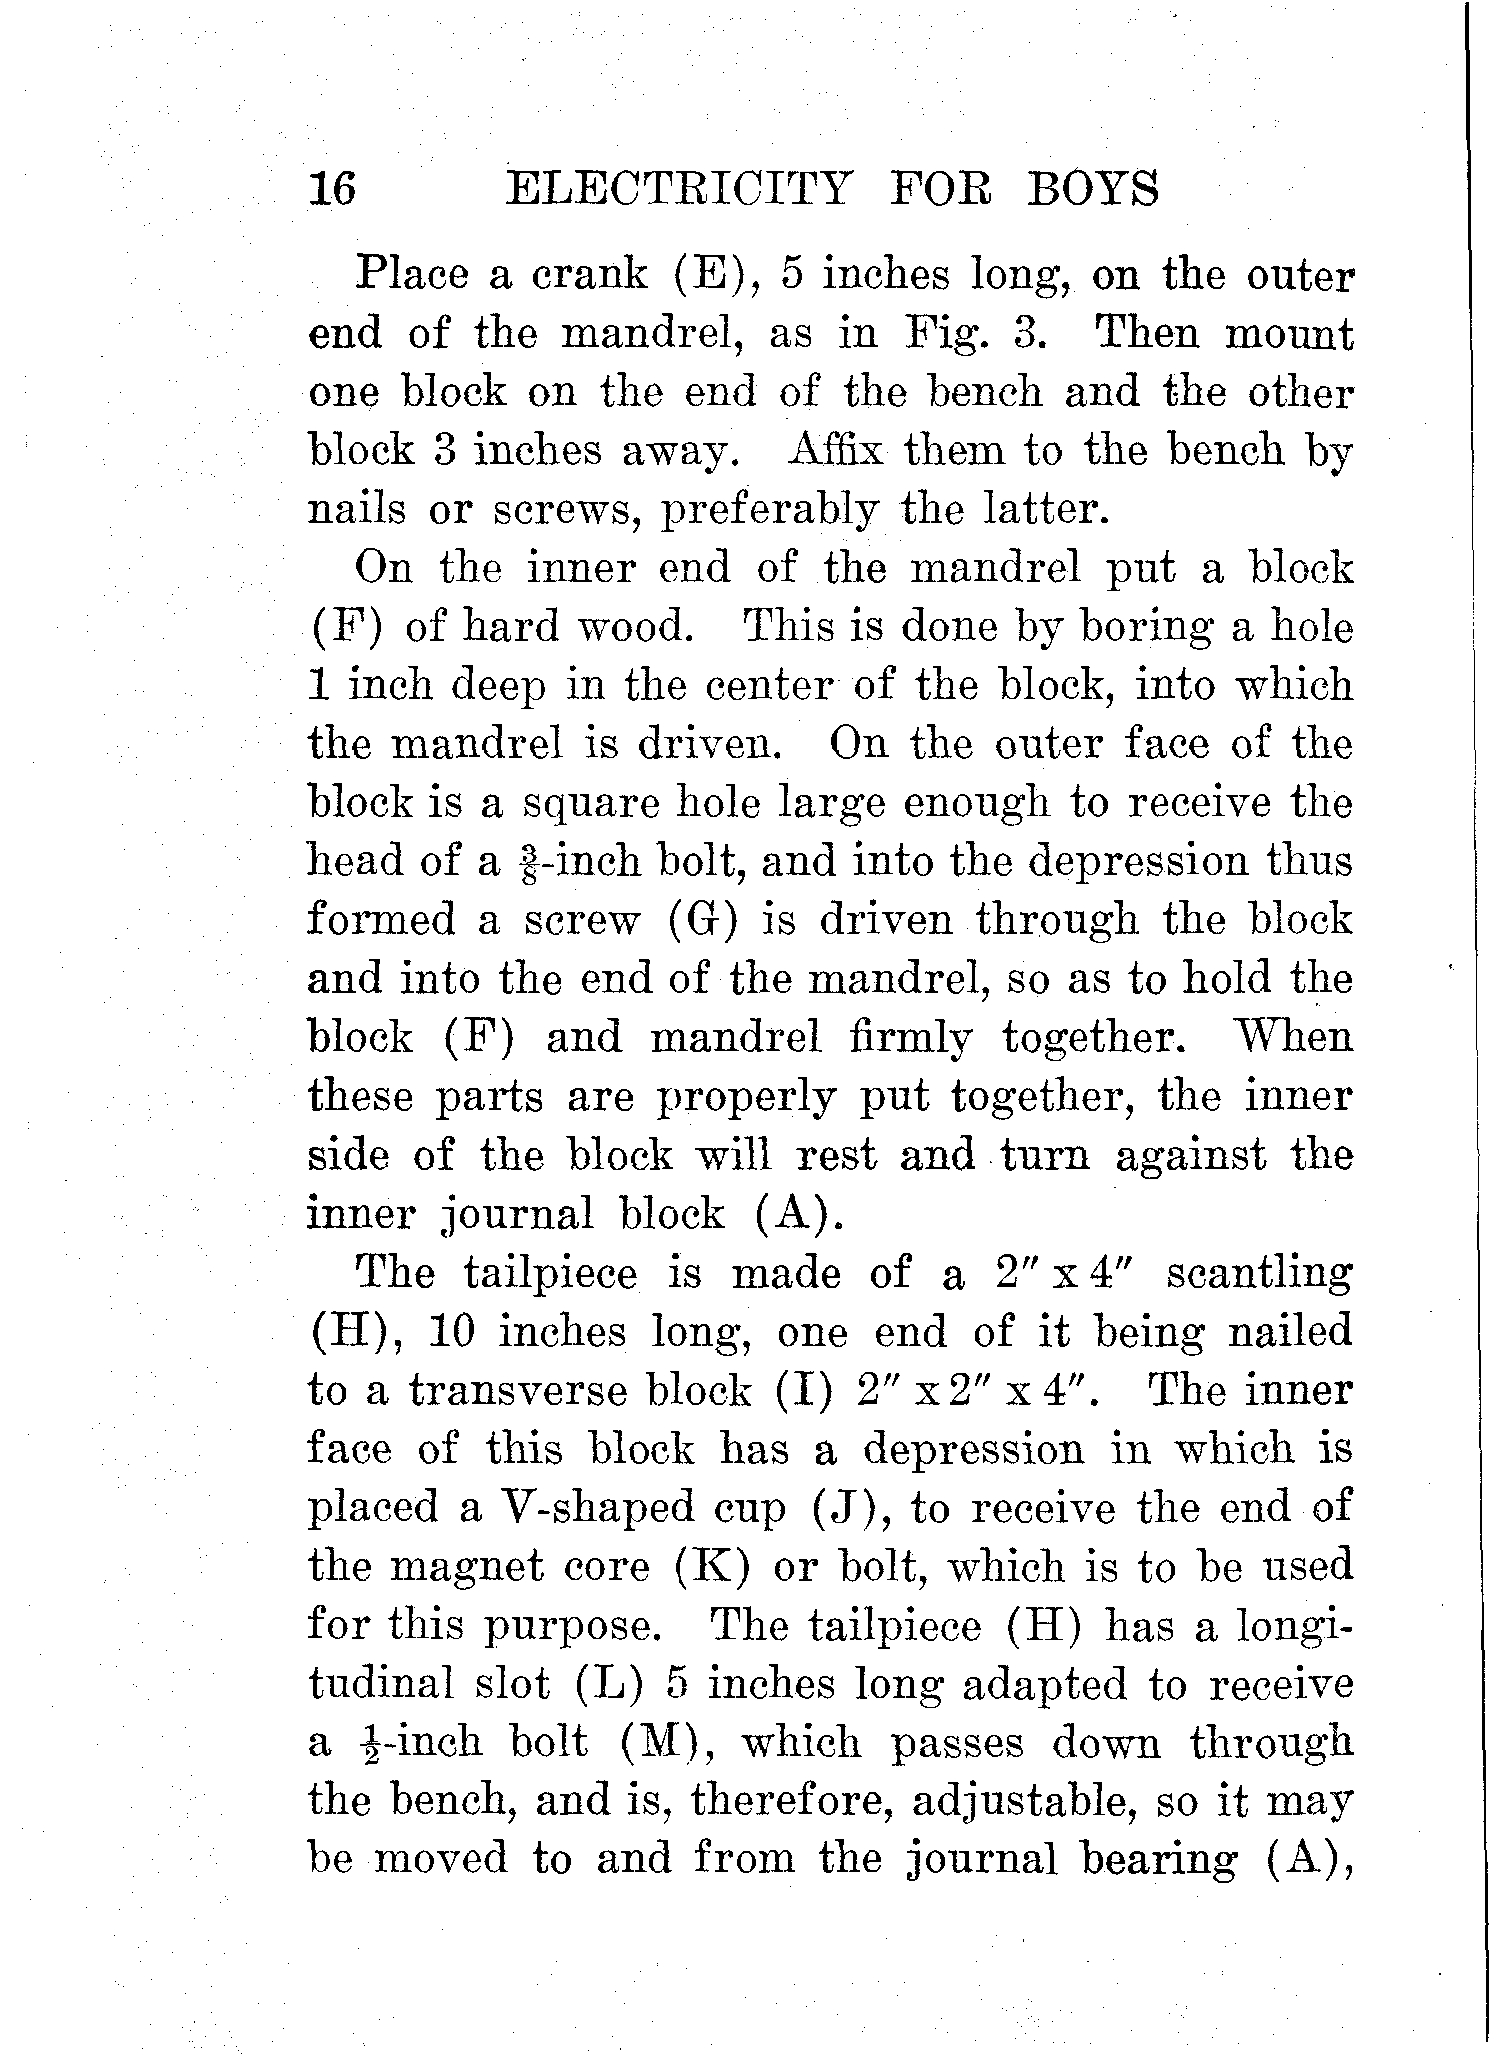 16 ELECTRICITY FOR BOYS
Place a crank (E), 5 inches long, on the outer
end of the mandrel, as in Fig. 3. Then mount
one block on the end of the bench and the other
block 3 inches away. Affix them to the bench by
nails or screws, preferably the latter.
On the inner end of the mandrel put a block
(F) of hard wood. This is done by boring a hole
1 inch deep in the center of the block, into which
the mandrel is driven. On the outer face of the
block is a square hole large enough to receive the
head of a ⅜-inch bolt, and into the depression thus
formed a screw (G) is driven through the block
and into the end of the mandrel, so as to hold the
block (F) and mandrel firmly together. When
these parts are properly put together, the inner
side of the block will rest and turn against the
inner journal block (A).
The tailpiece is made of a 2″ x 4″ scantling
(H), 10 inches long, one end of it being nailed
to a transverse block (I) 2″ x 2″ x 4″. The inner
face of this block has a depression in which is
placed a V-shaped cup (J), to receive the end of
the magnet core (K) or bolt, which is to be used
for this purpose. The tailpiece (H) has a longi-
tudinal slot (L) 5 inches long adapted to receive
a ½-inch bolt (M), which passes down through
the bench, and is, therefore, adjustable, so it may
be moved to and from the journal bearing (A),